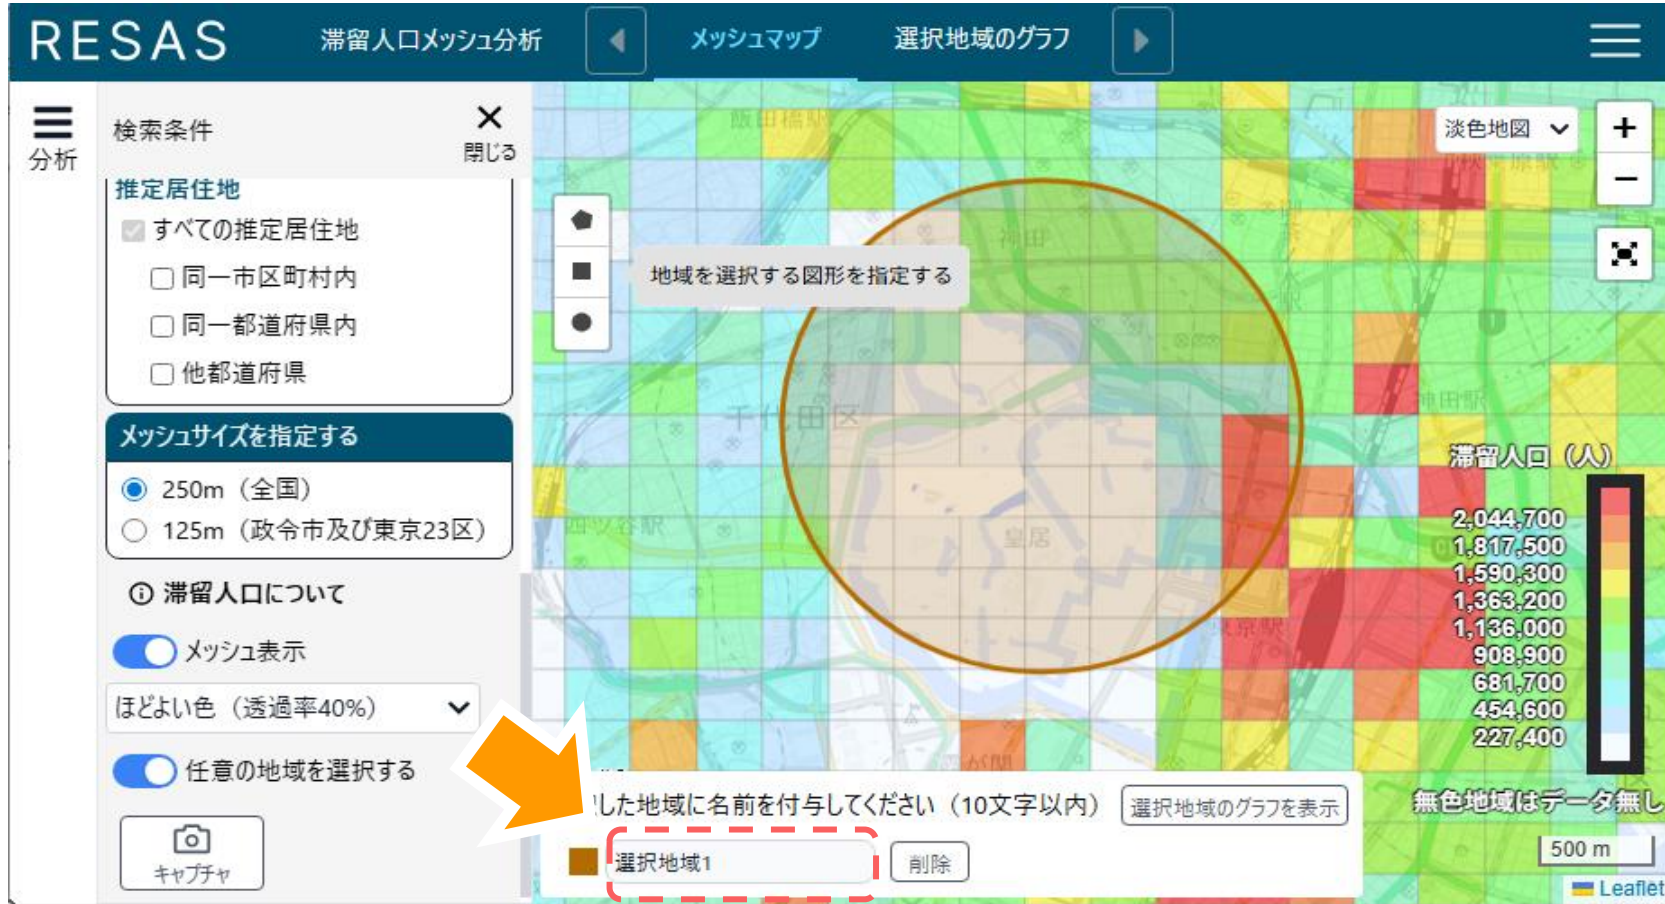 RESAS
滞留人口メッシュ分析
メッシュマップ
選択地域のグラフ
分析
検索条件
閉じる
推定居住地
すべての推定居住地
同一市区町村内
同一都道府県内
他都道府県
メッシュサイズを指定する
250m（全国）
125m（政令市及び東京23区）
滞留人口について
メッシュ表示
ほどよい色（透過率40%）
任意の地域を選択する
キャプチャ
飯田橋駅
淡色地図
+
−
秋葉原駅
神田
地域を選択する図形を指定する
千代田区
神田駅
四ツ谷駅
皇居
東京駅
滞留人口（人）
2,044,700
1,817,500
1,590,300
1,363,200
1,136,000
908,900
681,700
454,600
227,400
無色地域はデータ無し
した地域に名前を付与してください（10文字以内）
選択地域のグラフを表示
選択地域1
削除
500 m
Leaflet